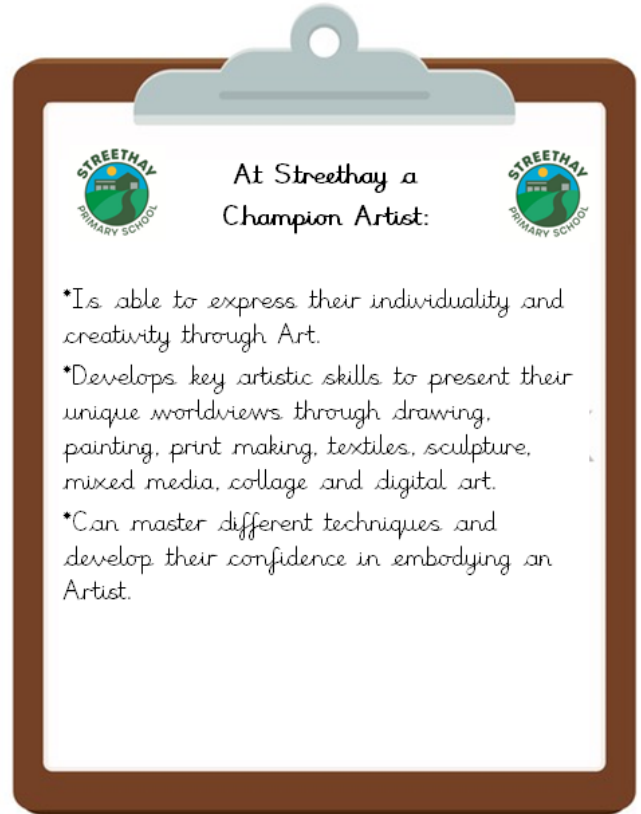 STREETHAY
PRIMARY SCHOOL
At Streethay a
Champion Artist:
STREETHAY
PRIMARY SCHOOL
*Is able to express their individuality and
creativity through Art.
*Develops key artistic skills to present their
unique worldviews through drawing,
painting, print making, textiles, sculpture,
mixed media, collage and digital art.
*Can master different techniques and
develop their confidence in embodying an
Artist.